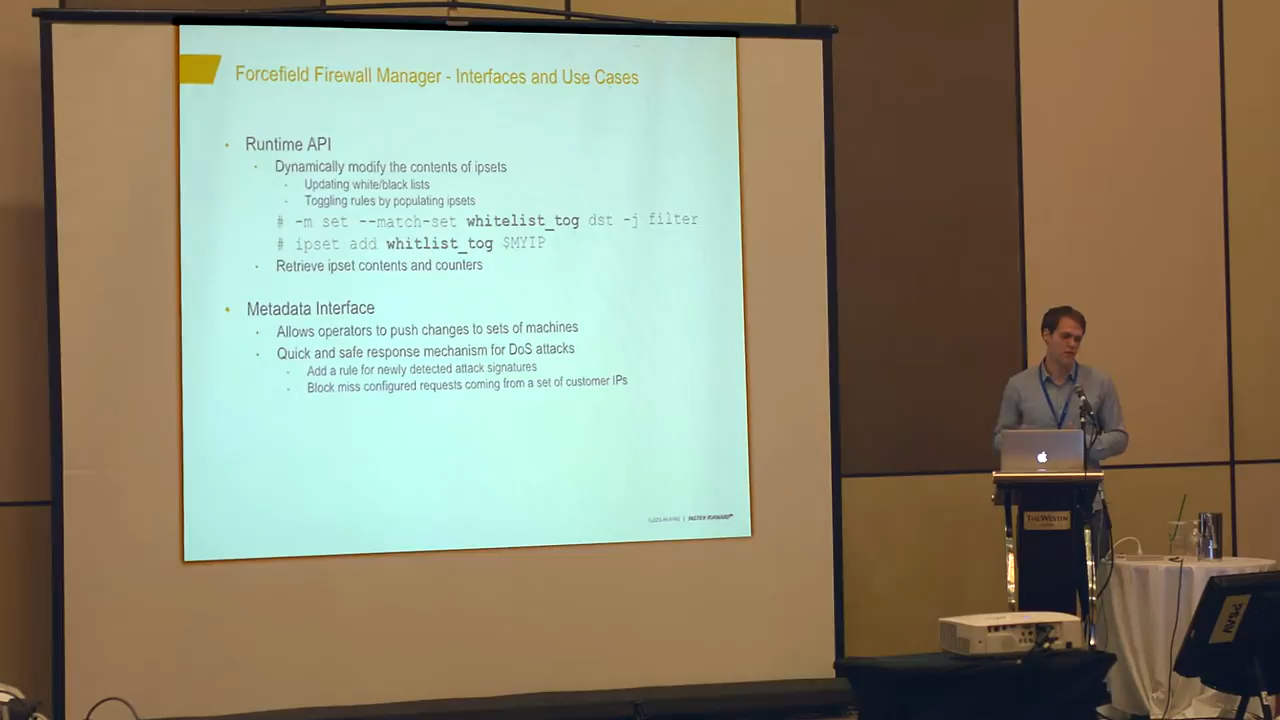 Forcefield Firewall Manager - Interfaces and Use Cases
Runtime API
Dynamically modify the contents of ipsets
Updating white/black lists
Toggling rules by populating ipsets
# -m set --match-set whitelist_tog dst -j filter
# ipset add whitlist_tog $MYIP
Retrieve ipset contents and counters
Metadata Interface
Allows operators to push changes to sets of machines
Quick and safe response mechanism for DoS attacks
Add a rule for newly detected attack signatures
Block miss configured requests coming from a set of customer IPs
FASTER FORWARD
THE WESTIN
PSAV